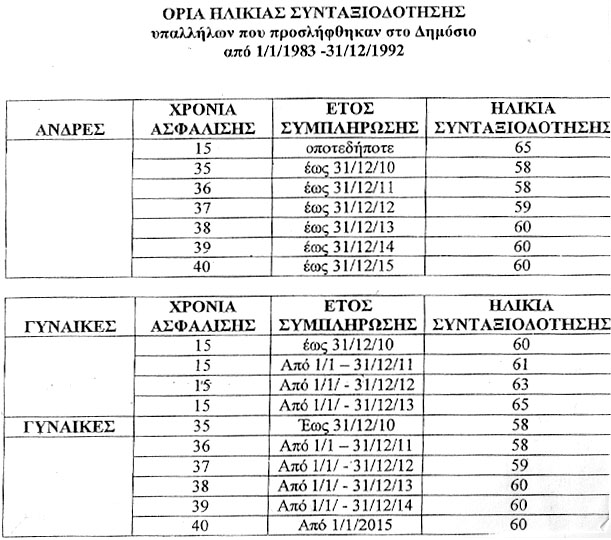 ΟΡΙΑ ΗΛΙΚΙΑΣ ΣΥΝΤΑΞΙΟΔΟΤΗΣΗΣ
υπαλλήλων που προσλήφθηκαν στο Δημόσιο
από 1/1/1983 -31/12/1992
ΑΝΔΡΕΣ ΧΡΟΝΙΑ ΑΣΦΑΛΙΣΗΣ ΕΤΟΣ ΣΥΜΠΛΗΡΩΣΗΣ ΗΛΙΚΙΑ ΣΥΝΤΑΞΙΟΔΟΤΗΣΗΣ
15 οποτεδήποτε 65
35 έως 31/12/10 58
36 έως 31/12/11 58
37 έως 31/12/12 59
38 έως 31/12/13 60
39 έως 31/12/14 60
40 έως 31/12/15 60
ΓΥΝΑΙΚΕΣ ΧΡΟΝΙΑ ΑΣΦΑΛΙΣΗΣ ΕΤΟΣ ΣΥΜΠΛΗΡΩΣΗΣ ΗΛΙΚΙΑ ΣΥΝΤΑΞΙΟΔΟΤΗΣΗΣ
15 έως 31/12/10 60
15 Από 1/1 – 31/12/11 61
15 Από 1/1/ - 31/12/12 63
15 Από 1/1/ - 31/12/13 65
ΓΥΝΑΙΚΕΣ 35 Έως 31/12/10 58
36 Από 1/1 – 31/12/11 58
37 Από 1/1/ - 31/12/12 59
38 Από 1/1/ - 31/12/13 60
39 Από 1/1/ - 31/12/14 60
40 Από 1/1/2015 60